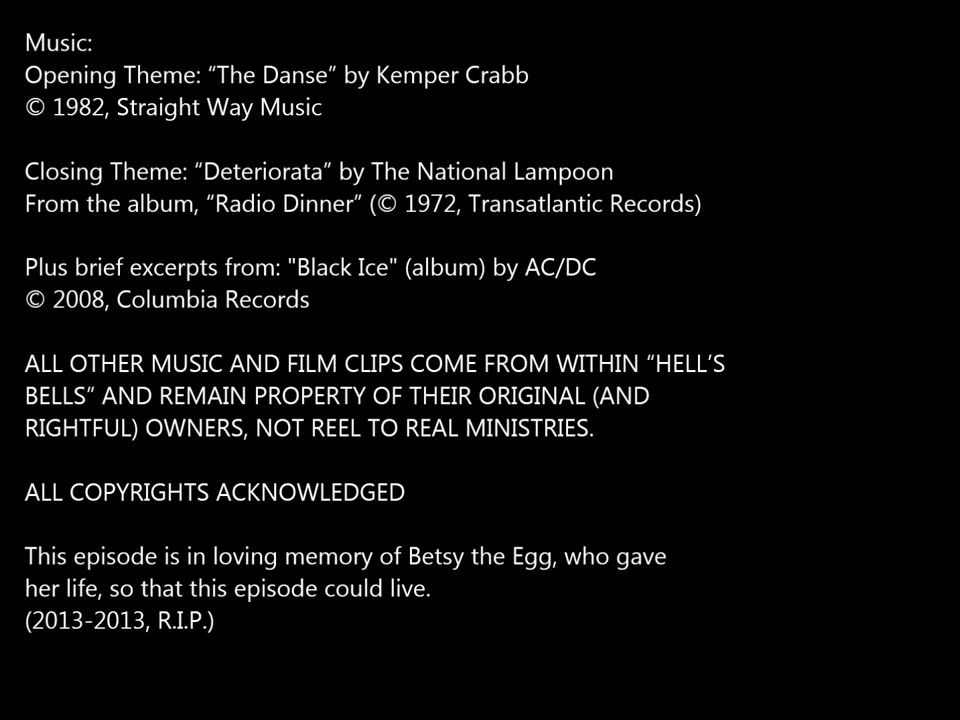 Music:
Opening Theme: “The Danse” by Kemper Crabb
© 1982, Straight Way Music
Closing Theme: “Deteriorata” by The National Lampoon
From the album, “Radio Dinner” (© 1972, Transatlantic Records)
Plus brief excerpts from: "Black Ice" (album) by AC/DC
© 2008, Columbia Records
ALL OTHER MUSIC AND FILM CLIPS COME FROM WITHIN “HELL’S
BELLS” AND REMAIN PROPERTY OF THEIR ORIGINAL (AND
RIGHTFUL) OWNERS, NOT REEL TO REAL MINISTRIES.
ALL COPYRIGHTS ACKNOWLEDGED
This episode is in loving memory of Betsy the Egg, who gave
her life, so that this episode could live.
(2013-2013, R.I.P.)